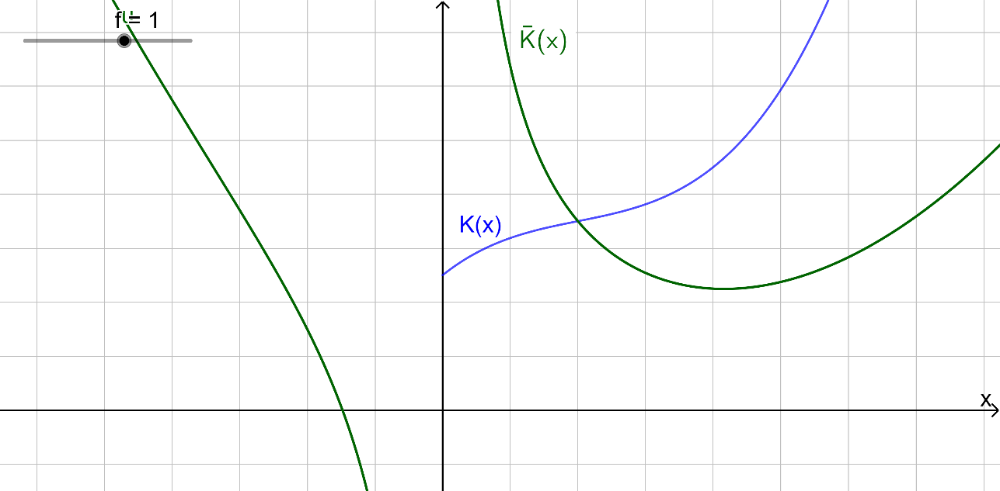 f = 1
K̄(x)
K(x)
x